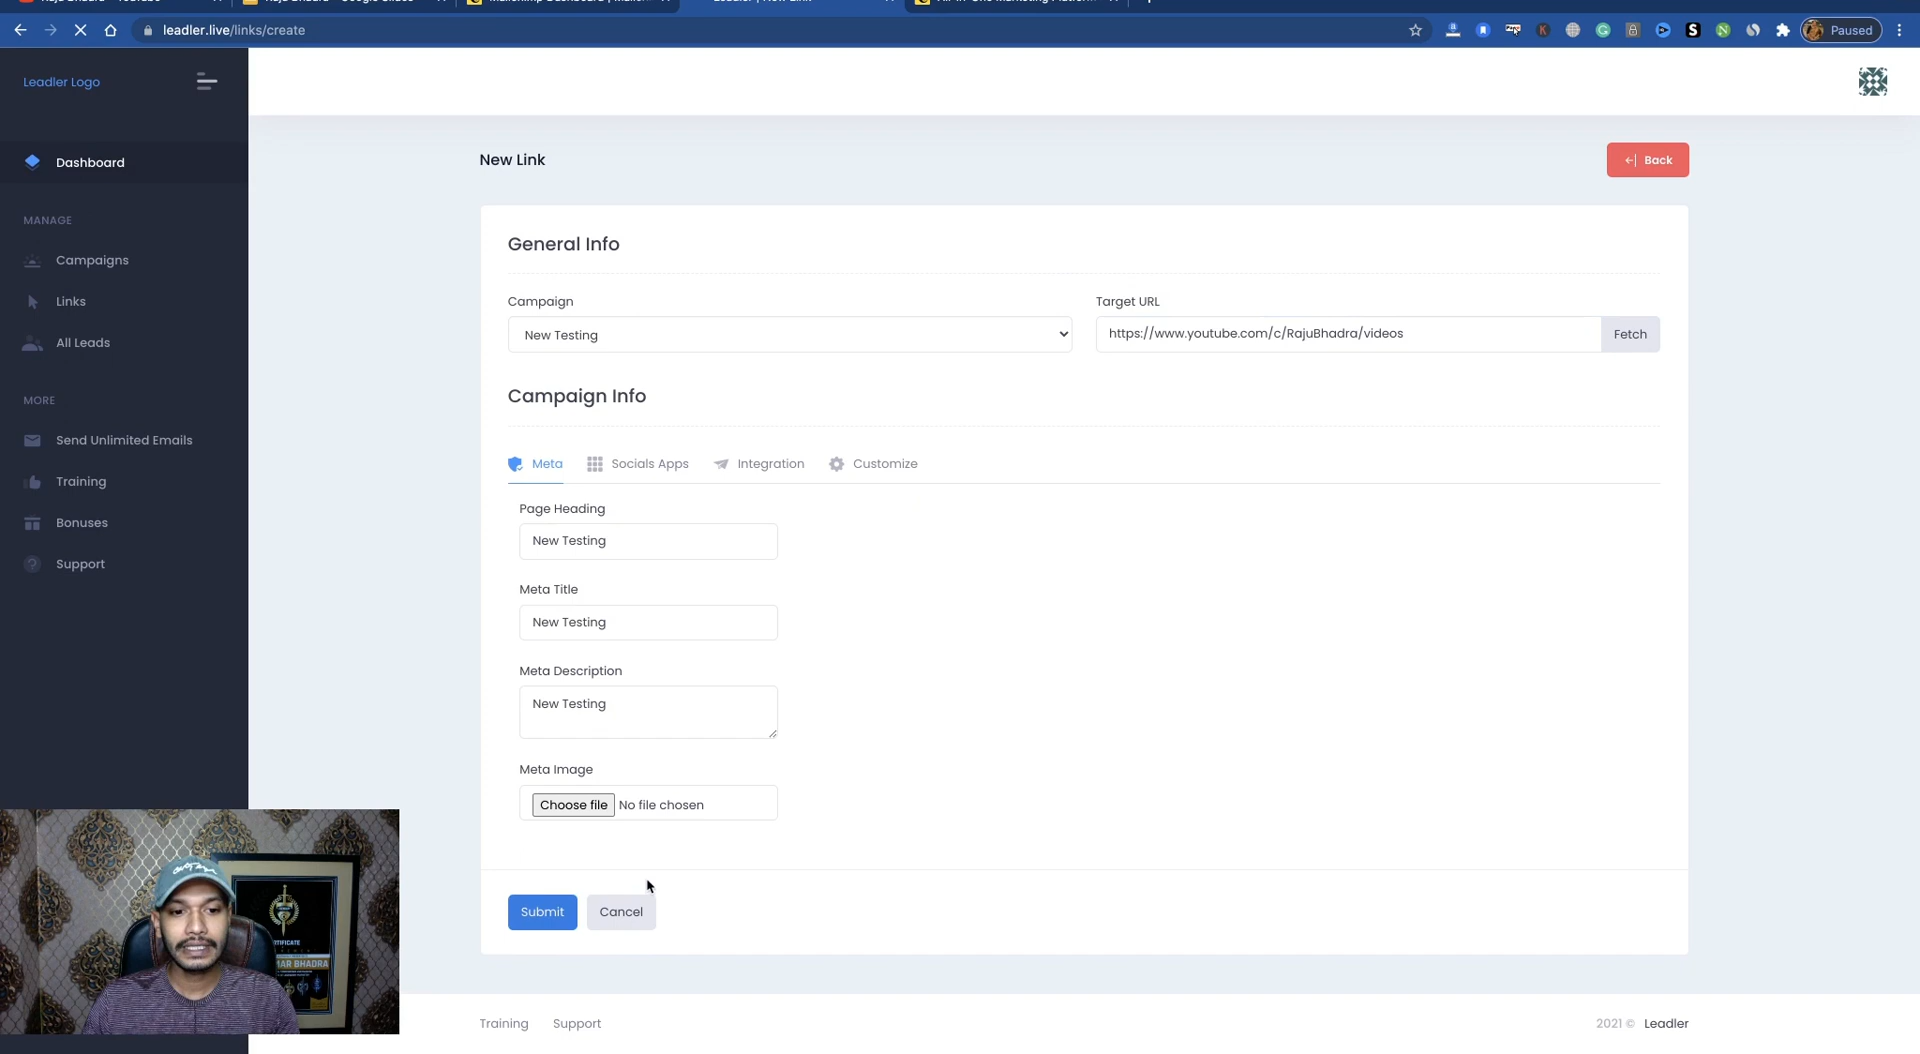 leadler.live/links/create
Paused
Leadler Logo
Dashboard
MANAGE
Campaigns
Links
All Leads
MORE
Send Unlimited Emails
Training
Bonuses
Support
New Link
Back
General Info
Campaign
Target URL
New Testing
https://www.youtube.com/c/RajuBhadra/videos
Fetch
Campaign Info
Meta
Socials Apps
Integration
Customize
Page Heading
New Testing
Meta Title
New Testing
Meta Description
New Testing
Meta Image
Choose file No file chosen
Submit
Cancel
Training
Support
2021 © Leadler